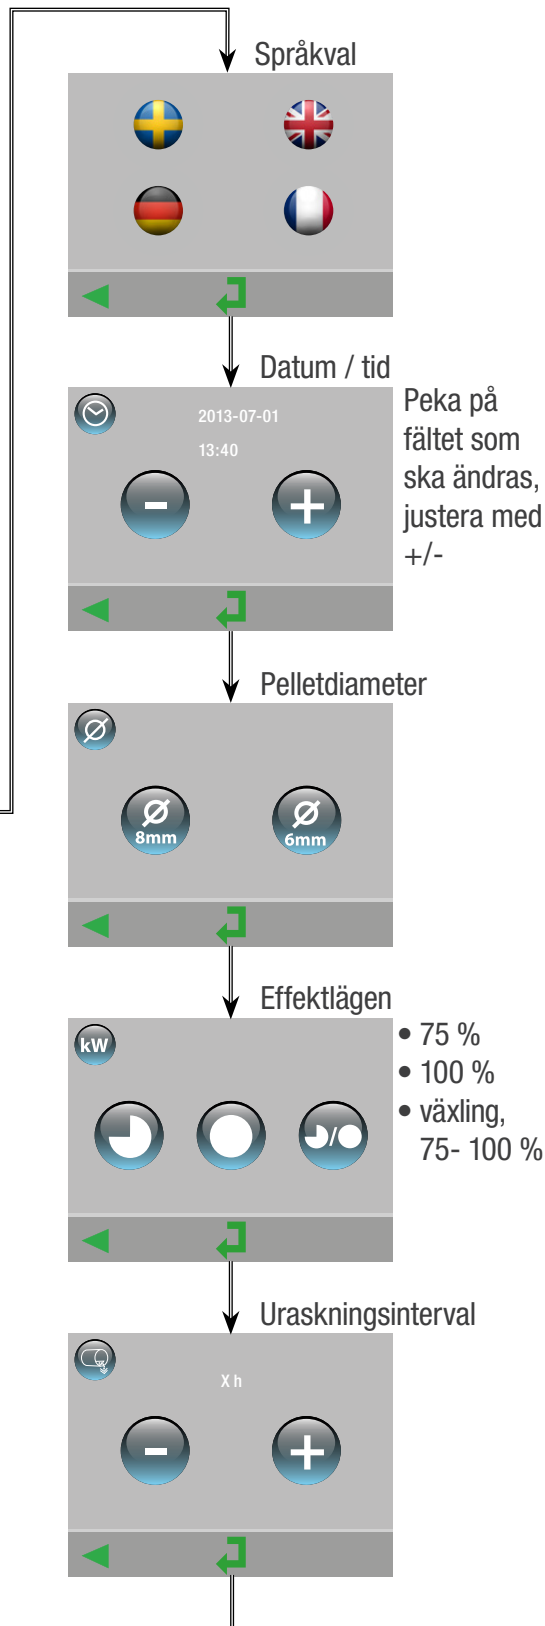 Språkval
Datum / tid
2013-07-01
13:40
Peka på
fältet som
ska ändras,
justera med
+/-
Pelletdiameter
8mm
6mm
Effektlägen
kW
• 75 %
• 100 %
• växling,
75- 100 %
Uraskningsinterval
X h